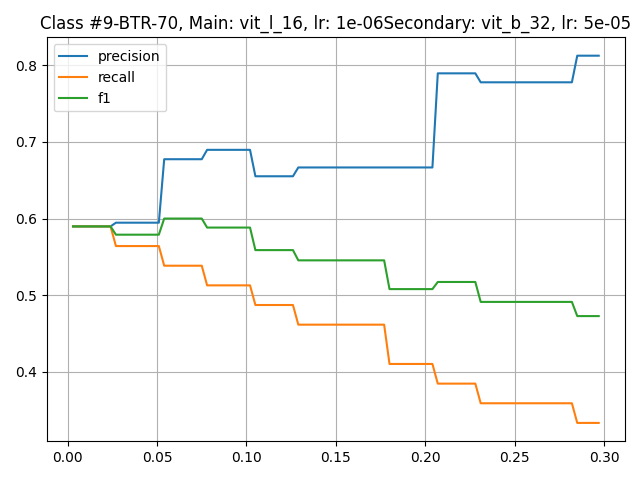 Class #9-BTR-70, Main: vit_l_16, lr: 1e-06Secondary: vit_b_32, lr: 5e-05
precision
recall
f1
0.8
0.7
0.6
0.5
0.4
0.00 0.05 0.10 0.15 0.20 0.25 0.30